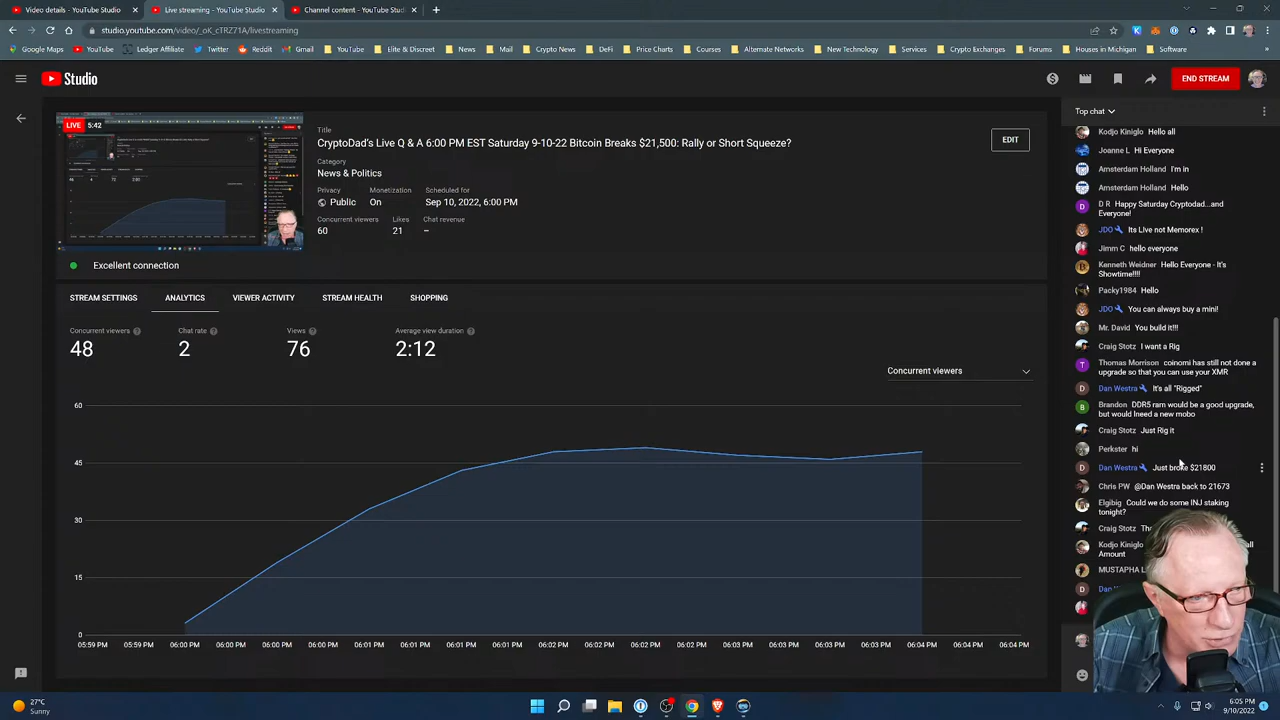 Video details - YouTube Studio
Live streaming - YouTube Studio
Channel content - YouTube Studio
studio.youtube.com/video/_oK_cTRZ71A/livestreaming
Google Maps YouTube Ledger Affiliate Twitter Reddit Gmail YouTube Elite & Discreet News Mail Crypto News DeFi Price Charts Courses Alternate Networks New Technology Services Crypto Exchanges Forums Houses in Michigan Software
Studio
END STREAM
LIVE 5:42
Title
CryptoDad's Live Q & A 6:00 PM EST Saturday 9-10-22 Bitcoin Breaks $21,500: Rally or Short Squeeze?
EDIT
Category
News & Politics
Privacy Monetization Scheduled for
Public On Sep 10, 2022, 6:00 PM
Concurrent viewers Likes Chat revenue
60 21 –
Excellent connection
STREAM SETTINGS ANALYTICS VIEWER ACTIVITY STREAM HEALTH SHOPPING
Concurrent viewers Chat rate Views Average view duration
48 2 76 2:12
Concurrent viewers
60
45
30
15
0
05:59 PM 05:59 PM 06:00 PM 06:00 PM 06:00 PM 06:01 PM 06:01 PM 06:01 PM 06:02 PM 06:02 PM 06:02 PM 06:03 PM 06:03 PM 06:03 PM 06:04 PM 06:04 PM 06:04 PM
Top chat
Kodjo Kiniglo Hello all
Joanne L Hi Everyone
Amsterdam Holland I'm in
Amsterdam Holland Hello
D R Happy Saturday Cryptodad...and
Everyone!
JDO Its Live not Memorex !
Jimm C hello everyone
Kenneth Weidner Hello Everyone - It's
Showtime!!!!
Packy1984 Hello
JDO You can always buy a mini!
Mr. David You build it!!!
Craig Stotz I want a Rig
Thomas Morrison coinomi has still not done a
upgrade so that you can use your XMR
Dan Westra It's all "Rigged"
Brandon DDR5 ram would be a good upgrade,
but would Ineed a new mobo
Craig Stotz Just Rig it
Perkster hi
Dan Westra Just broke $21800
Chris PW @Dan Westra back to 21673
Elgibig Could we do some INJ staking
tonight?
Craig Stotz
Kodjo Kiniglo
Amount
MUSTAPHA
27°C
Sunny
6:05 PM
9/10/2022